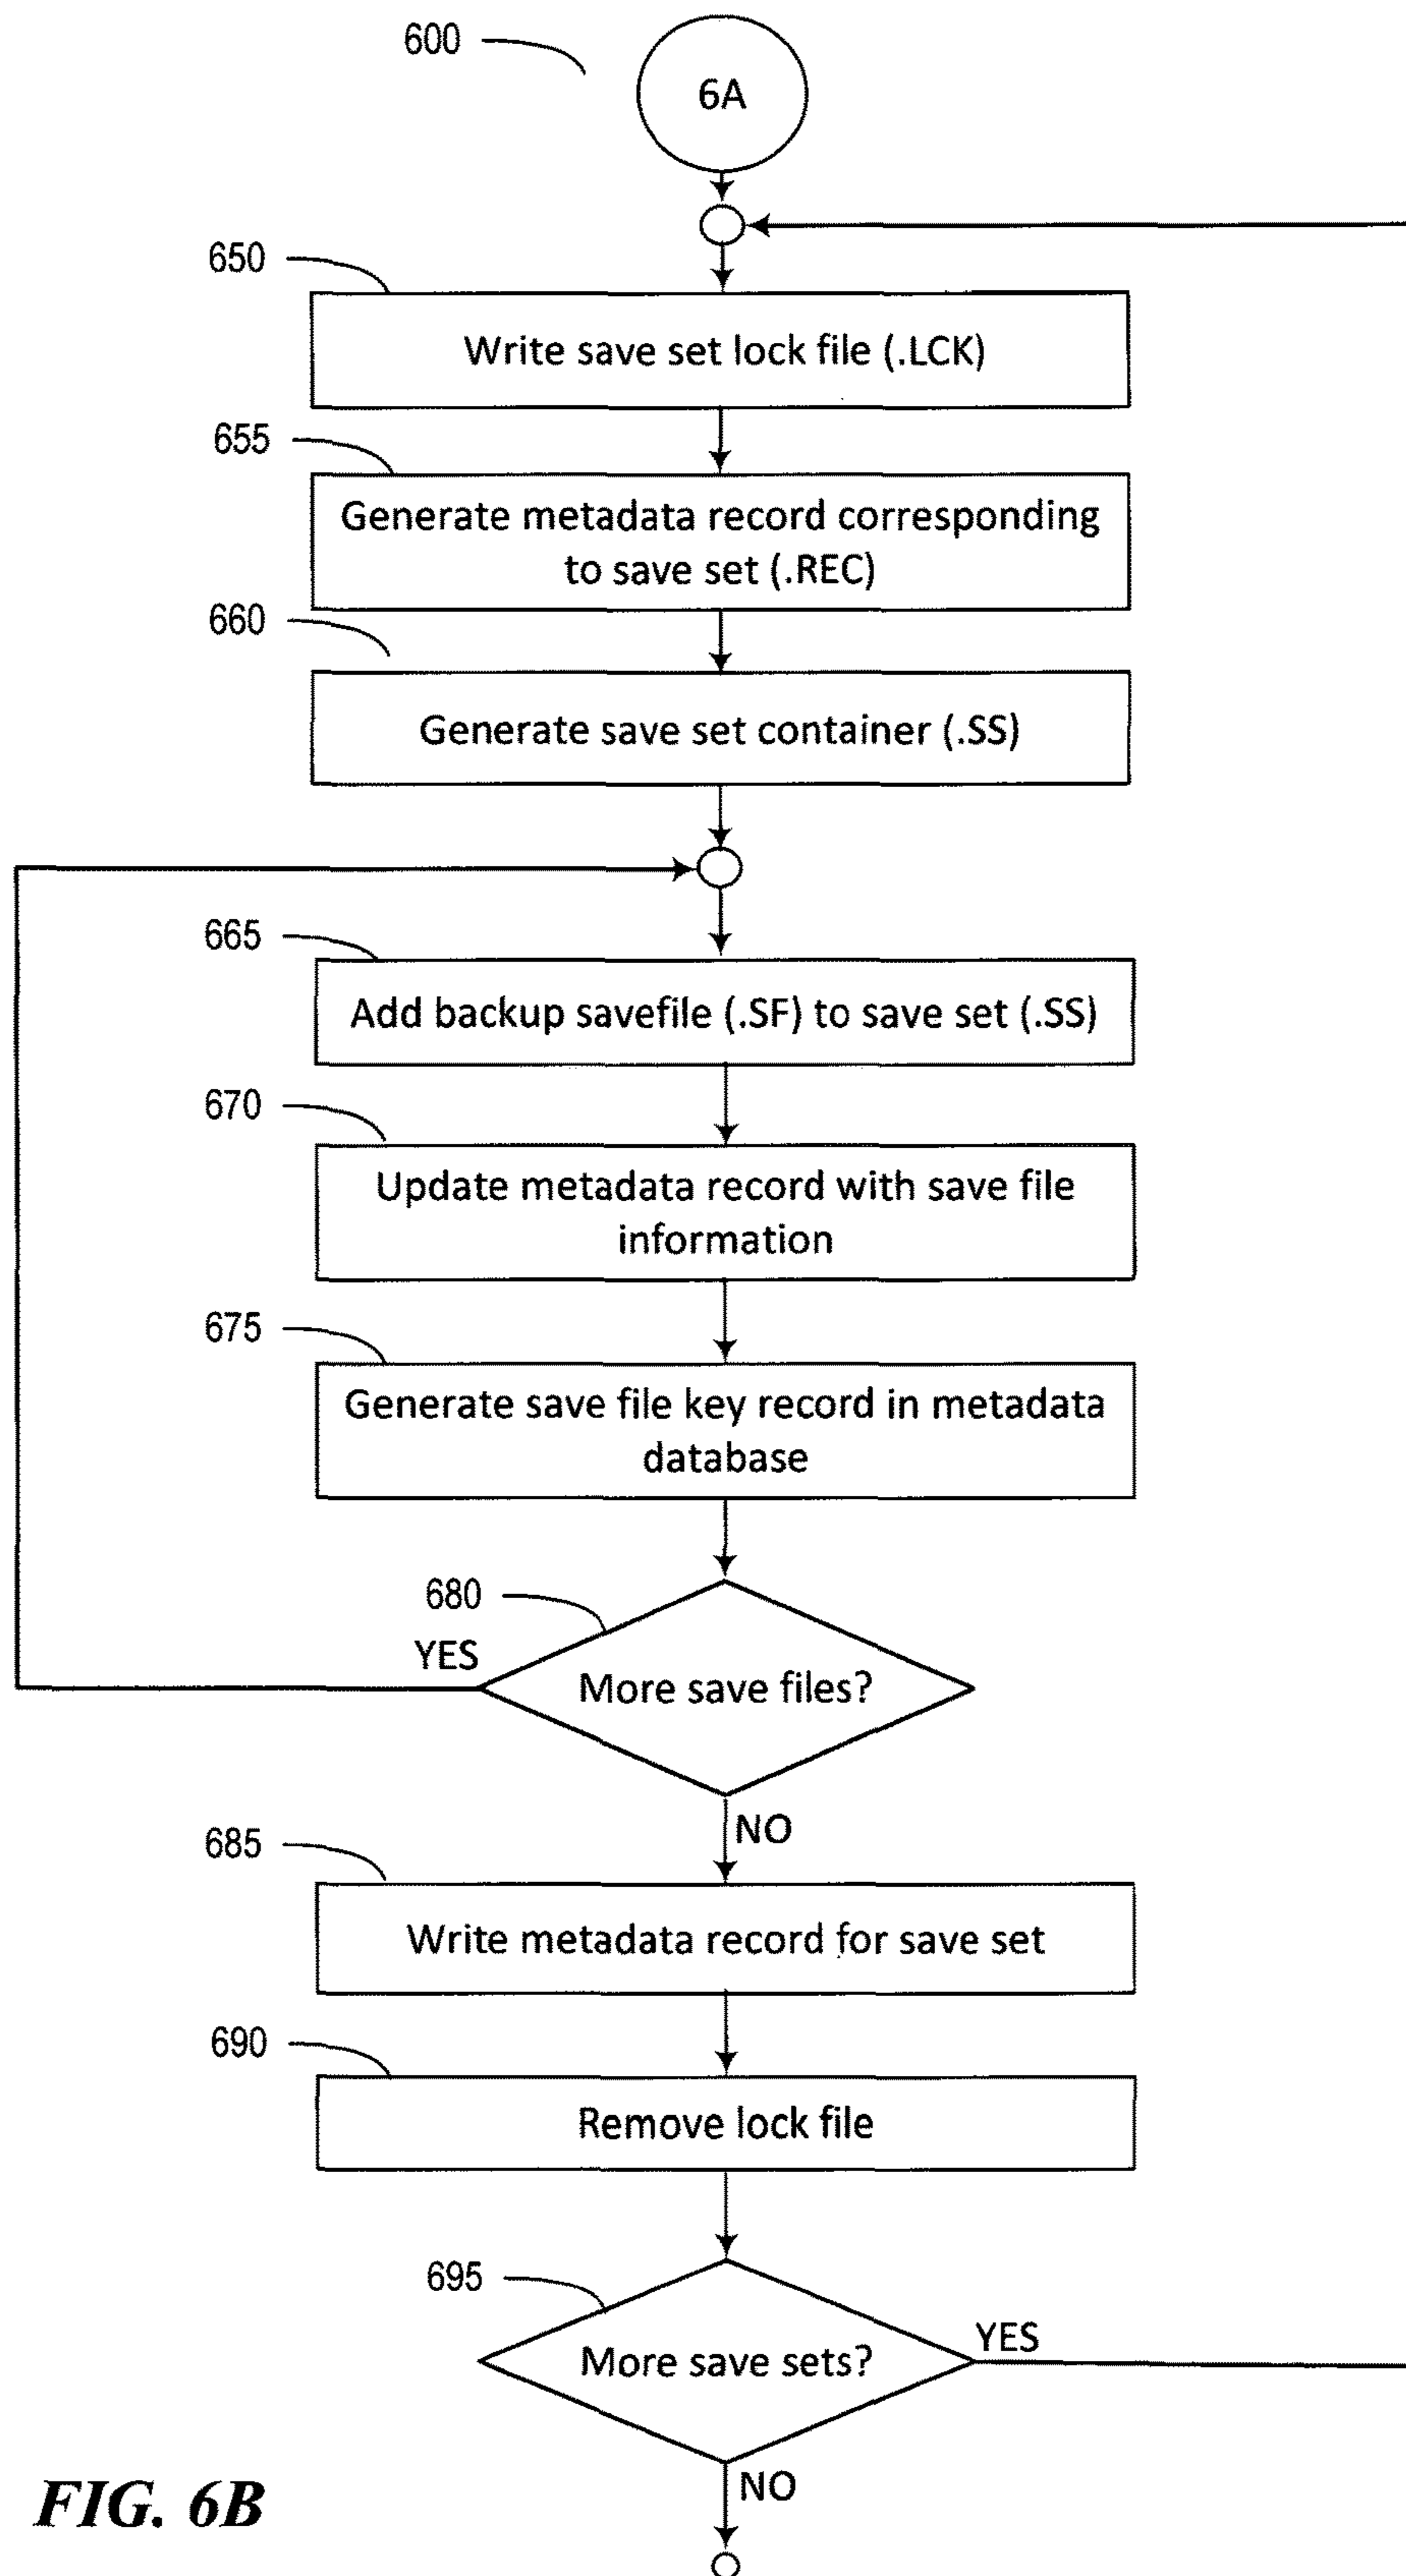 600
6A
650
Write save set lock file (.LCK)
655
Generate metadata record corresponding
to save set (.REC)
660
Generate save set container (.SS)
665
Add backup savefile (.SF) to save set (.SS)
670
Update metadata record with save file
information
675
Generate save file key record in metadata
database
680
YES
More save files?
NO
685
Write metadata record for save set
690
Remove lock file
695
YES
More save sets?
NO
FIG. 6B